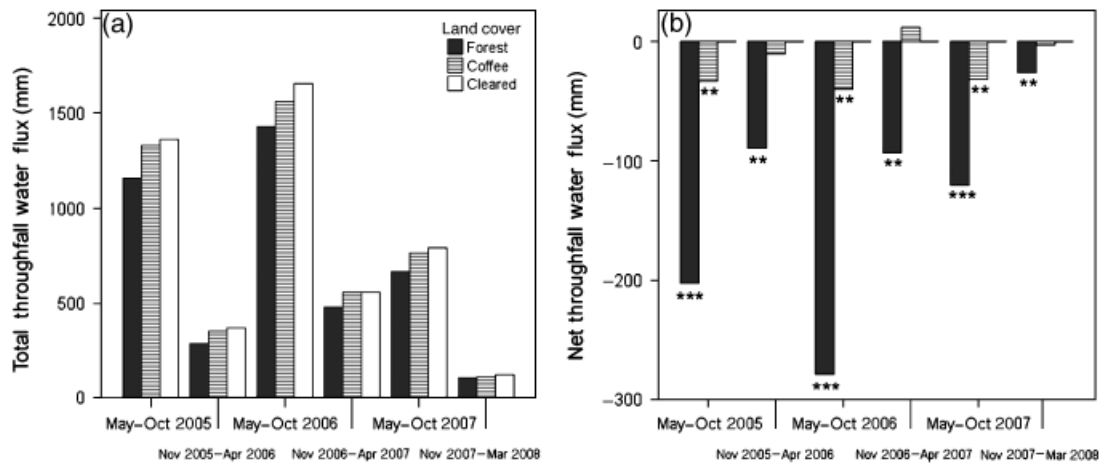 (a)
Land cover
Forest
Coffee
Cleared
Total throughfall water flux (mm)
2000
1500
1000
500
0
May–Oct 2005
May–Oct 2006
May–Oct 2007
Nov 2005–Apr 2006
Nov 2006–Apr 2007
Nov 2007–Mar 2008
(b)
Net throughfall water flux (mm)
0
−100
−200
−300
**
**
**
**
**
**
***
***
***
May–Oct 2005
May–Oct 2006
May–Oct 2007
Nov 2005–Apr 2006
Nov 2006–Apr 2007
Nov 2007–Mar 2008